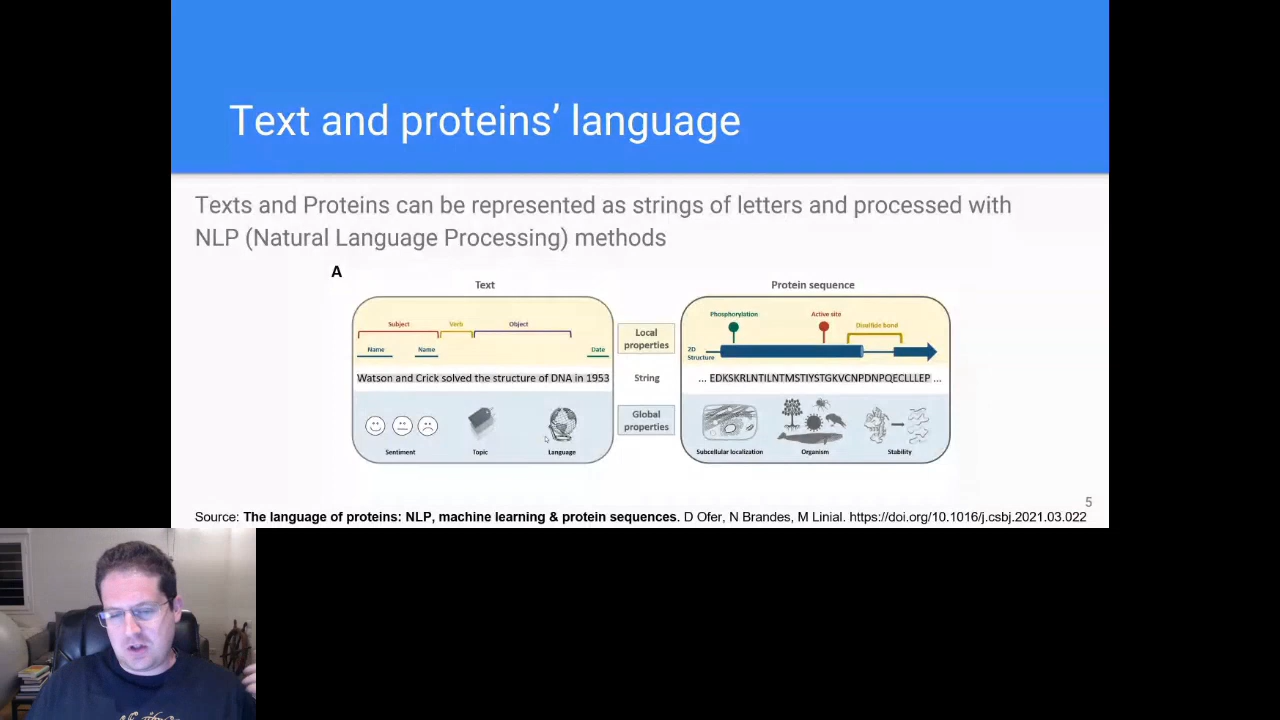 Text and proteins’ language
Texts and Proteins can be represented as strings of letters and processed with
NLP (Natural Language Processing) methods
A
Text
Protein sequence
Subject Verb Object
Name Name Date
Watson and Crick solved the structure of DNA in 1953
Sentiment Topic Language
Local
properties
String
Global
properties
Phosphorylation Active site Disulfide bond
2D
Structure
... EDKSKRLNTILNTMSTIYSTGKVCNPDNPQECLLLEP ...
Subcellular localization Organism Stability
5
Source: The language of proteins: NLP, machine learning & protein sequences. D Ofer, N Brandes, M Linial. https://doi.org/10.1016/j.csbj.2021.03.022